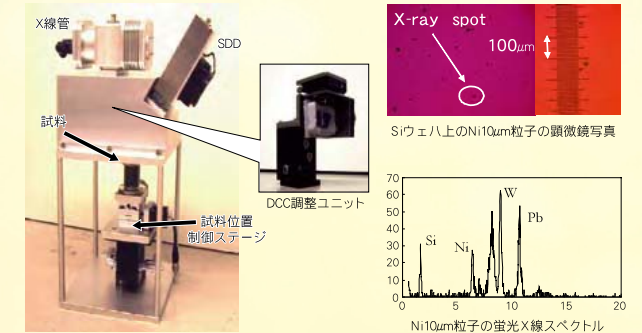 X線管
SDD
試料
試料位置
制御ステージ
DCC調整ユニット
X-ray spot
100μm
Siウェハ上のNi10μm粒子の顕微鏡写真
70
60
50
40
30
20
10
0
Si
Ni
W
Pb
0
5
10
15
20
Ni10μm粒子の蛍光X線スペクトル